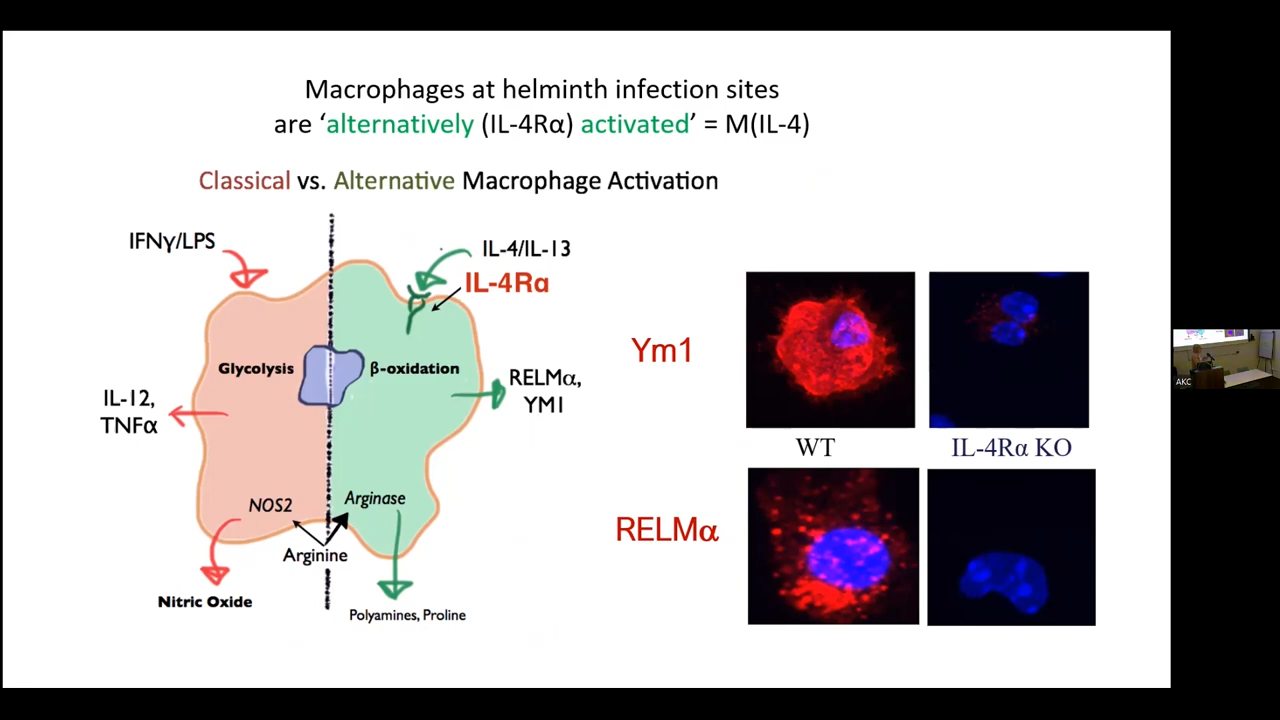 Macrophages at helminth infection sites
are ‘alternatively (IL-4Rα) activated’ = M(IL-4)
Classical vs. Alternative Macrophage Activation
IFNγ/LPS
IL-4/IL-13
IL-4Rα
Glycolysis
β-oxidation
IL-12,
TNFα
RELMα,
YM1
NOS2
Arginase
Arginine
Nitric Oxide
Polyamines, Proline
Ym1
WT
IL-4Rα KO
RELMα
AKC